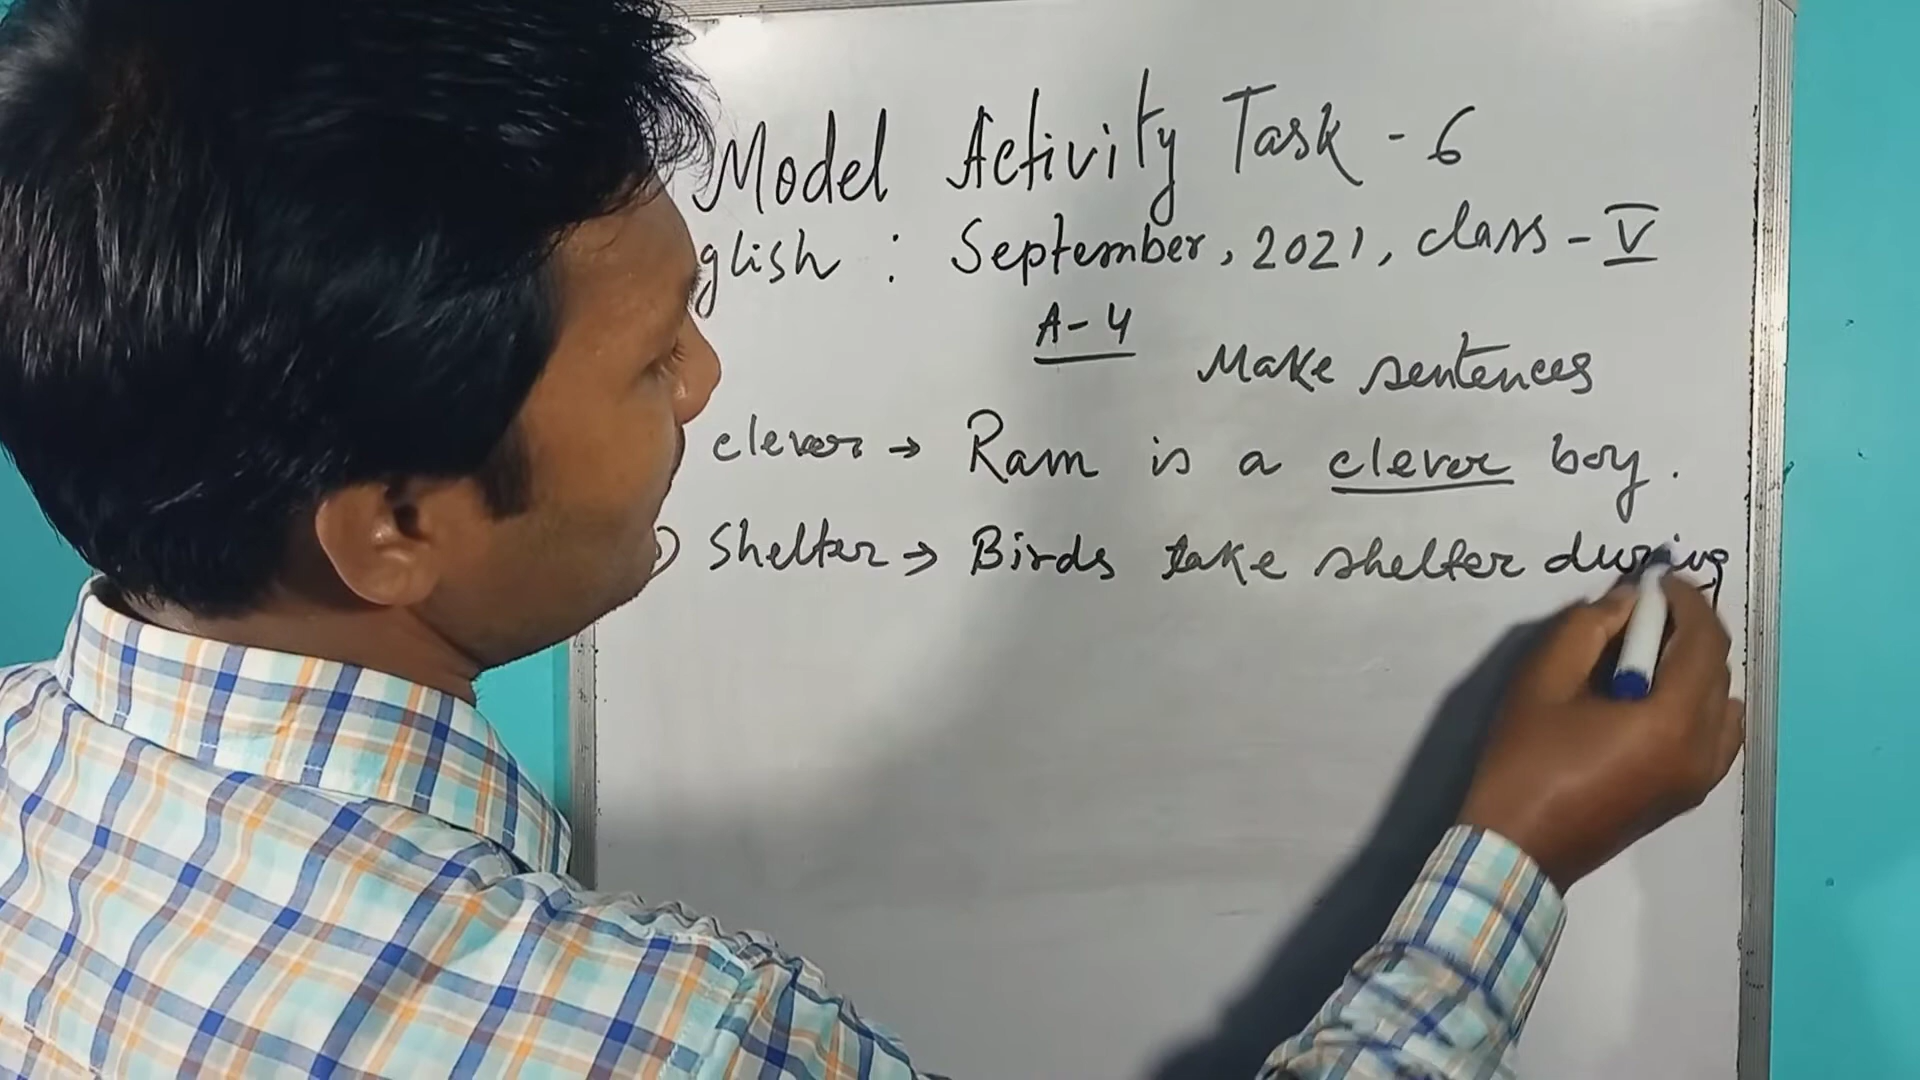 Model Activity Task - 6
glish : September, 2021, class - V
A-4
Make sentences
clever → Ram is a clever boy.
) Shelter → Birds take shelter during